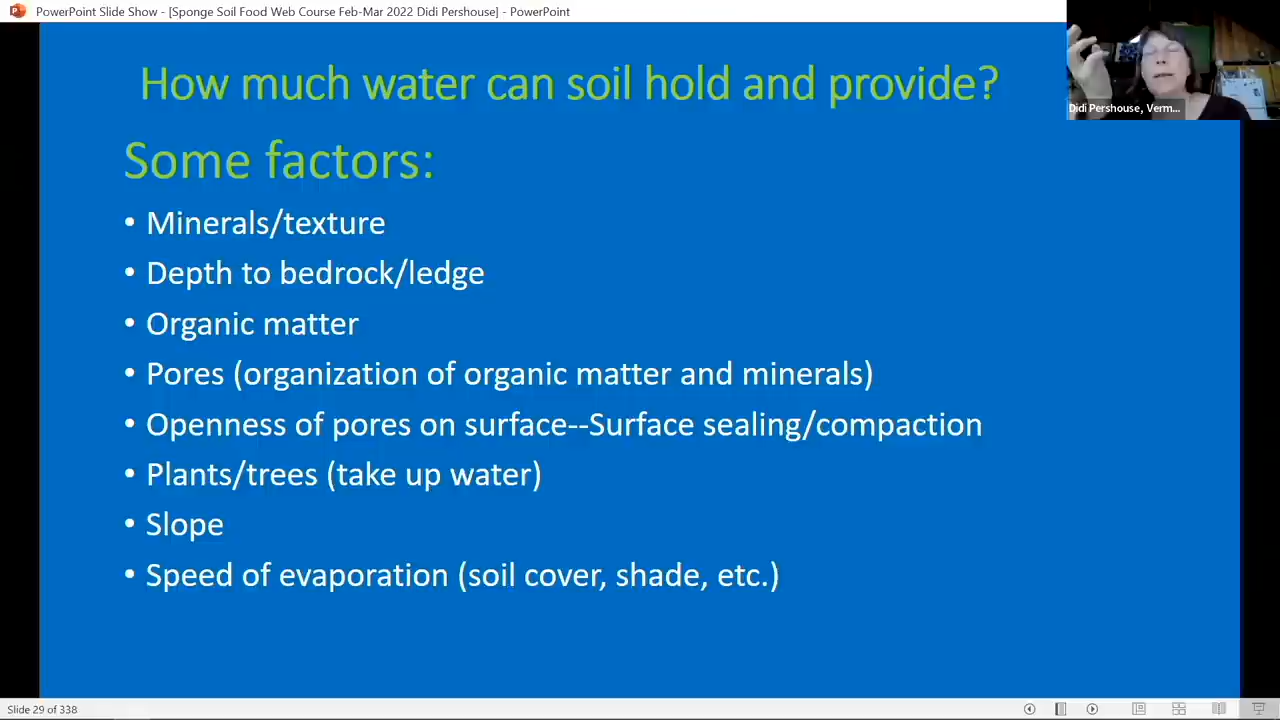 PowerPoint Slide Show - [Sponge Soil Food Web Course Feb-Mar 2022 Didi Pershouse] - PowerPoint
How much water can soil hold and provide?
Didi Pershouse, Verm...
Some factors:
• Minerals/texture
• Depth to bedrock/ledge
• Organic matter
• Pores (organization of organic matter and minerals)
• Openness of pores on surface--Surface sealing/compaction
• Plants/trees (take up water)
• Slope
• Speed of evaporation (soil cover, shade, etc.)
Slide 29 of 338